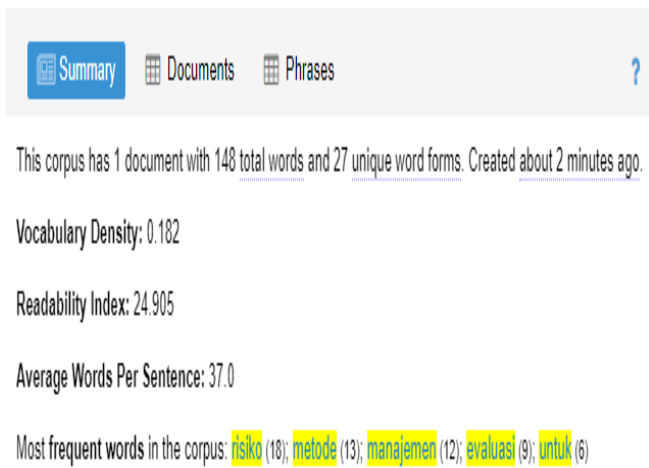 Summary Documents Phrases ?
This corpus has 1 document with 148 total words and 27 unique word forms. Created about 2 minutes ago.
Vocabulary Density: 0.182
Readability Index: 24.905
Average Words Per Sentence: 37.0
Most frequent words in the corpus: risiko (18); metode (13); manajemen (12); evaluasi (9); untuk (6)